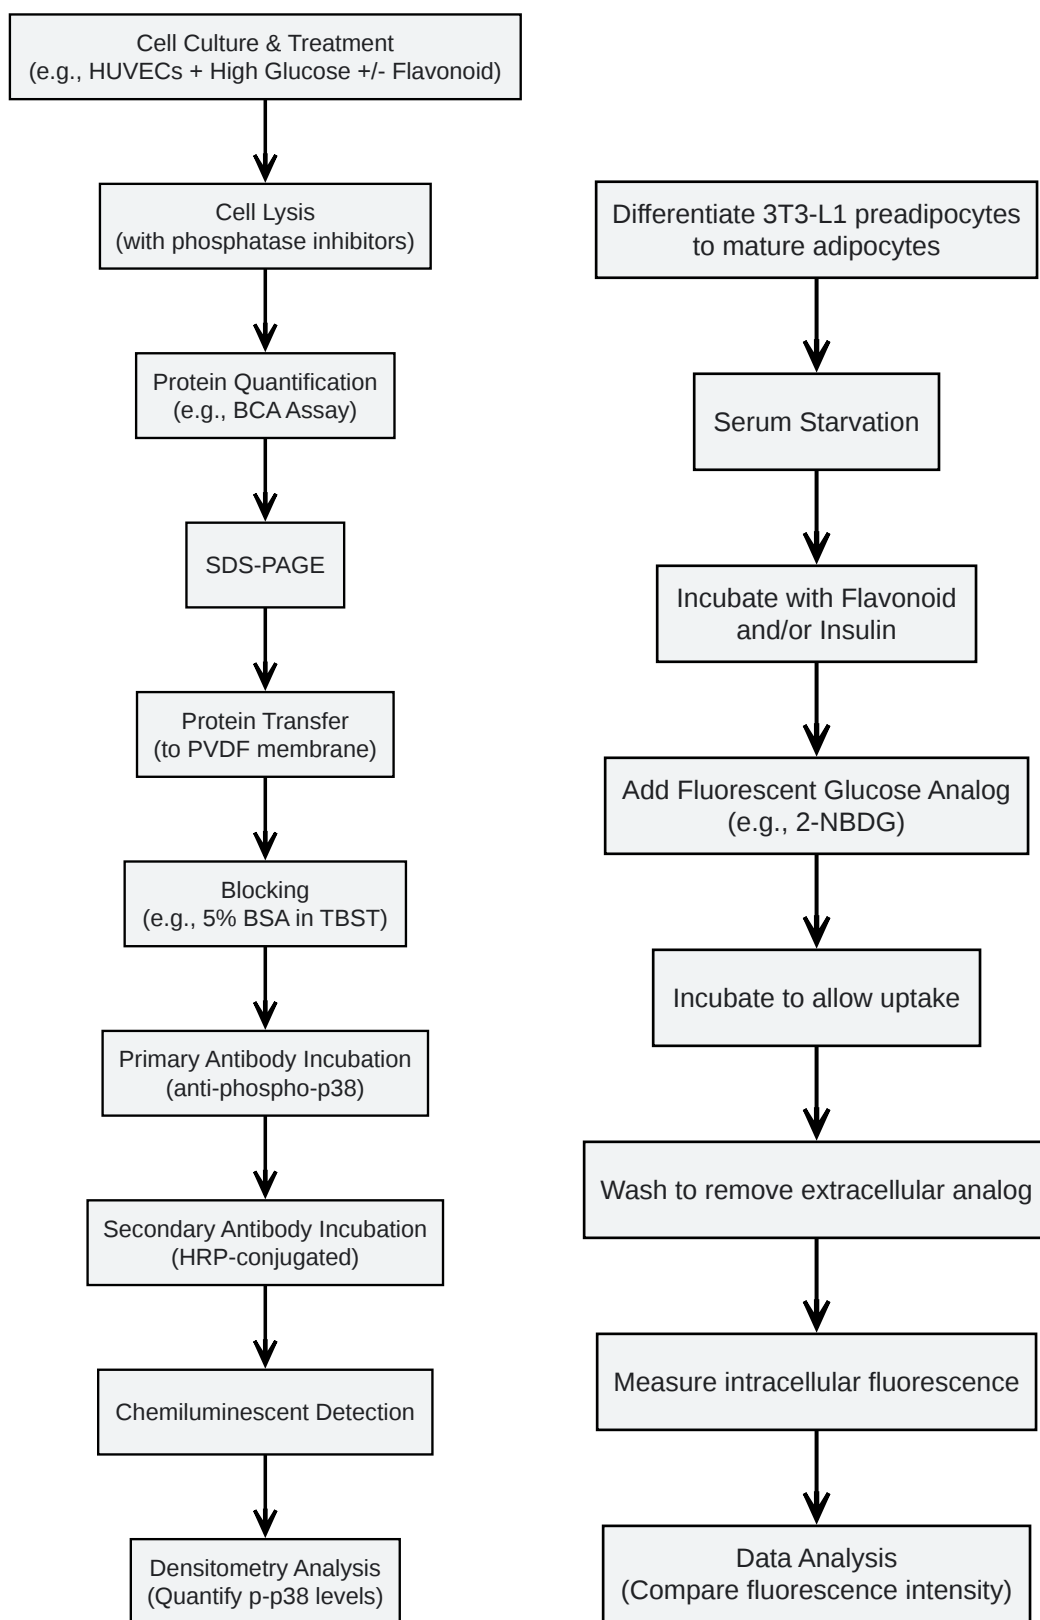 Cell Culture & Treatment
(e.g., HUVECs + High Glucose +/- Flavonoid)
Cell Lysis
(with phosphatase inhibitors)
Protein Quantification
(e.g., BCA Assay)
SDS-PAGE
Protein Transfer
(to PVDF membrane)
Blocking
(e.g., 5% BSA in TBST)
Primary Antibody Incubation
(anti-phospho-p38)
Secondary Antibody Incubation
(HRP-conjugated)
Chemiluminescent Detection
Densitometry Analysis
(Quantify p-p38 levels)
Differentiate 3T3-L1 preadipocytes
to mature adipocytes
Serum Starvation
Incubate with Flavonoid
and/or Insulin
Add Fluorescent Glucose Analog
(e.g., 2-NBDG)
Incubate to allow uptake
Wash to remove extracellular analog
Measure intracellular fluorescence
Data Analysis
(Compare fluorescence intensity)